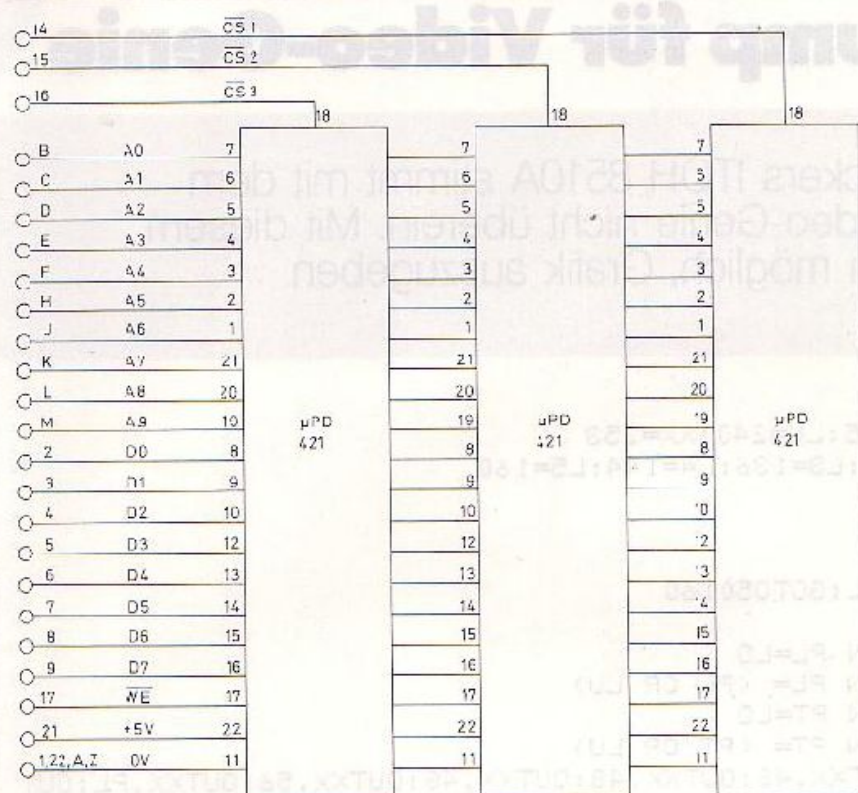 ump für Video-Genie
14 CS 1
15 CS 2
16 CS 3
18 18 18
B A0 7 7 7
ckers ITOH 8510A stimmt mit dem
C A1 6 6 6
D A2 5 5 5
deo-Genie nicht überein. Mit diesem
E A3 4 4 4
möglich, Grafik auszugeben
F A4 3 3 3
H A5 2 2 2
J A6 1 1 1
K A7 21 21 21
L A8 20 20 20
M A9 19 19 19
µPD 421 µPD 421 µPD 421
2 D0 8 8 8
3 D1 9 9 9
4 D2 10 10 10
5 D3 12 12 12
6 D4 13 13 13
7 D5 14 14 4
8 D6 15 15 15
9 D7 16 16 16
17 WE 17 17 17
21 +5V 22 22 22
1,22,A,Z 0V 11 11 11